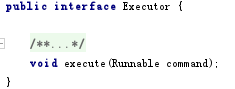 public interface Executor {
/**...*/
void execute(Runnable command);
}